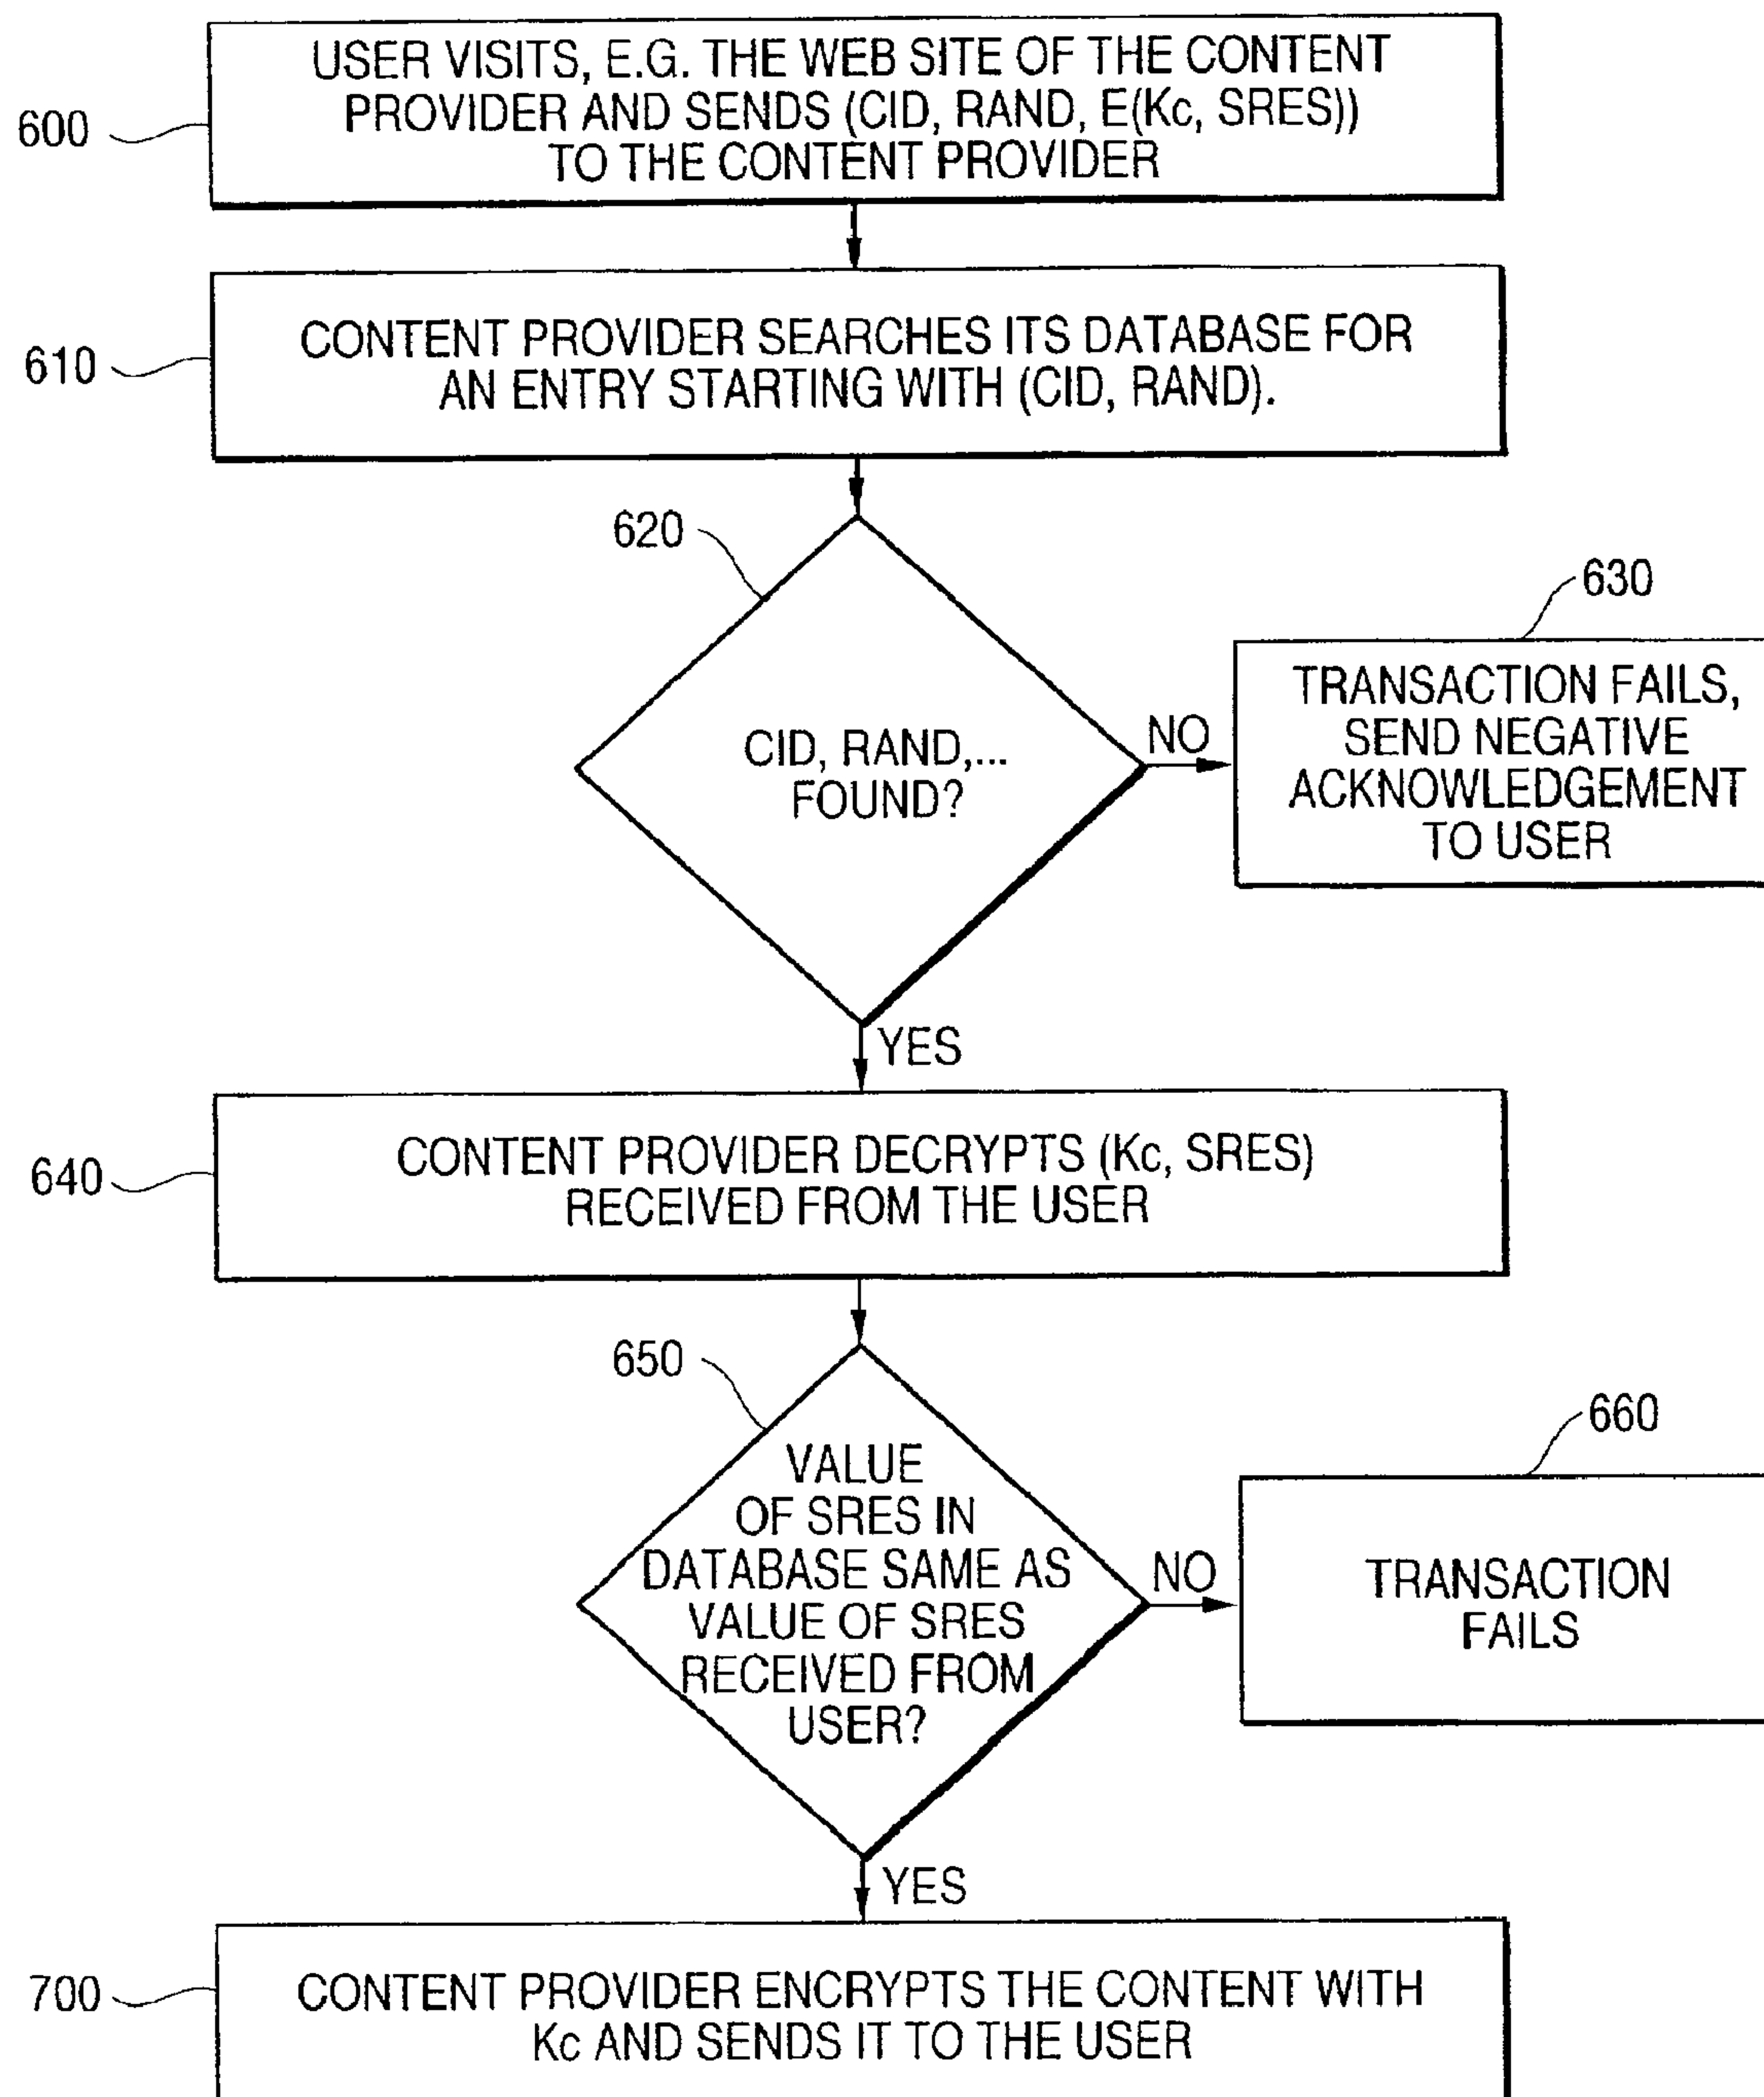 600
USER VISITS, E.G. THE WEB SITE OF THE CONTENT
PROVIDER AND SENDS (CID, RAND, E(Kc, SRES))
TO THE CONTENT PROVIDER
610
CONTENT PROVIDER SEARCHES ITS DATABASE FOR
AN ENTRY STARTING WITH (CID, RAND).
620
CID, RAND,...
FOUND?
NO
630
TRANSACTION FAILS,
SEND NEGATIVE
ACKNOWLEDGEMENT
TO USER
YES
640
CONTENT PROVIDER DECRYPTS (Kc, SRES)
RECEIVED FROM THE USER
650
VALUE
OF SRES IN
DATABASE SAME AS
VALUE OF SRES
RECEIVED FROM
USER?
NO
660
TRANSACTION
FAILS
YES
700
CONTENT PROVIDER ENCRYPTS THE CONTENT WITH
Kc AND SENDS IT TO THE USER